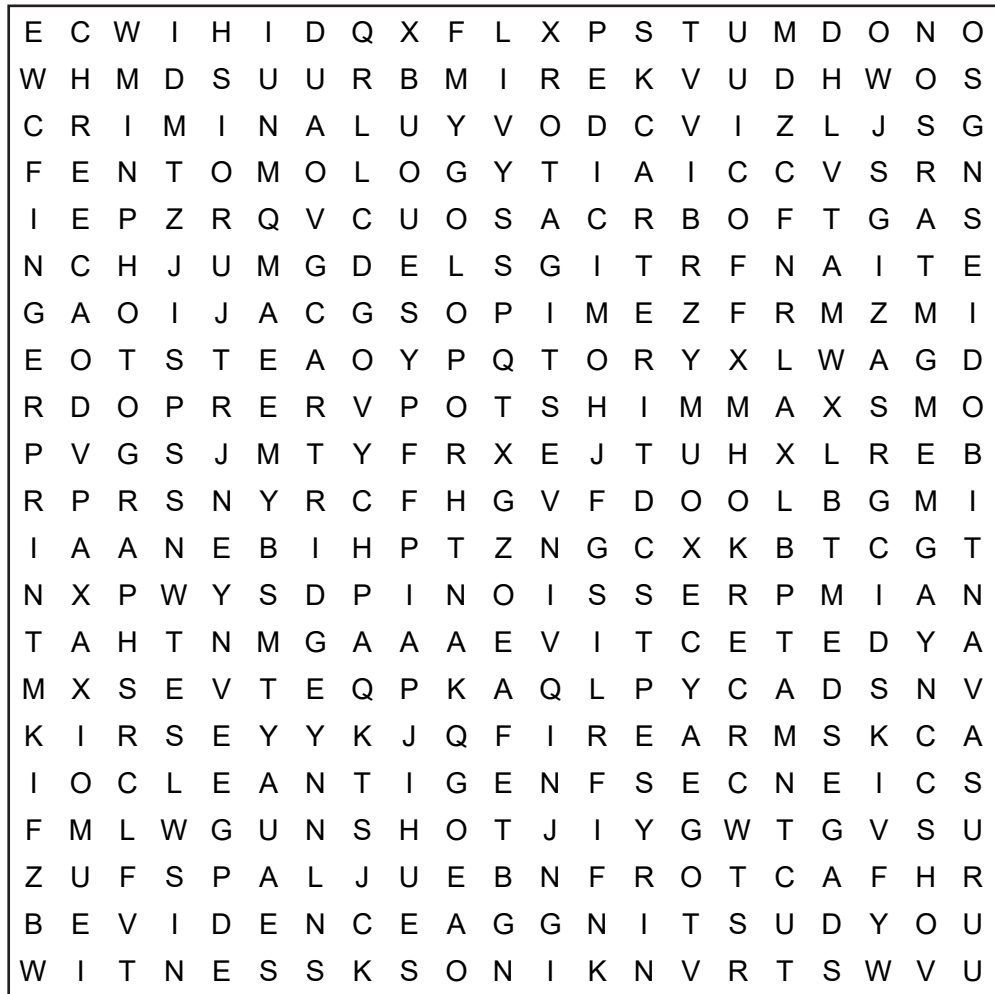 E C W I H I D Q X F L X P S T U M D O N O
W H M D S U U R B M I R E K V U D H W O S
C R I M I N A L U Y V O D C V I Z L J S G
F E N T O M O L O G Y T I A I C C V S R N
I E P Z R Q V C U O S A C R B O F T G A S
N C H J U M G D E L S G I T R F N A I T E
G A O I J A C G S O P I M E Z F R M Z M I
E O T S T E A O Y P Q T O R Y X L W A G D
R D O P R E R V P O T S H I M M A X S M O
P V G S J M T Y F R X E J T U H X L R E B
R P R S N Y R C F H G V F D O O L B G M I
I A A N E B I H P T Z N G C X K B T C G T
N X P W Y S D P I N O I S S E R P M I A N
T A H T N M G A A A E V I T C E T E D Y A
M X S E V T E Q P K A Q L P Y C A D S N V
K I R S E Y Y K J Q F I R E A R M S K C A
I O C L E A N T I G E N F S E C N E I C S
F M L W G U N S H O T J I Y G W T G V S U
Z U F S P A L J U E B N F R O T C A F H R
B E V I D E N C E A G G N I T S U D Y O U
W I T N E S S K S O N I K N V R T S W V U